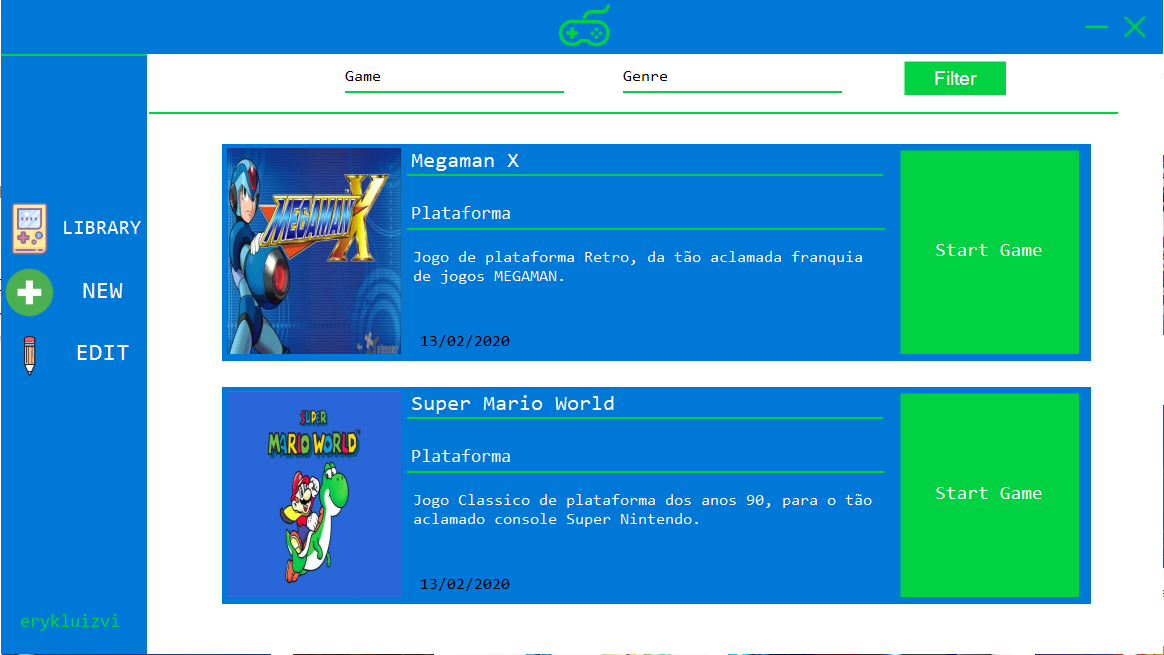 Game
Genre
Filter
LIBRARY
NEW
EDIT
erykluizvi
MEGAMAN X
Megaman X
Plataforma
Jogo de plataforma Retro, da tão aclamada franquia
de jogos MEGAMAN.
13/02/2020
Start Game
SUPER
MARIO WORLD
Super Mario World
Plataforma
Jogo Classico de plataforma dos anos 90, para o tão
aclamado console Super Nintendo.
13/02/2020
Start Game